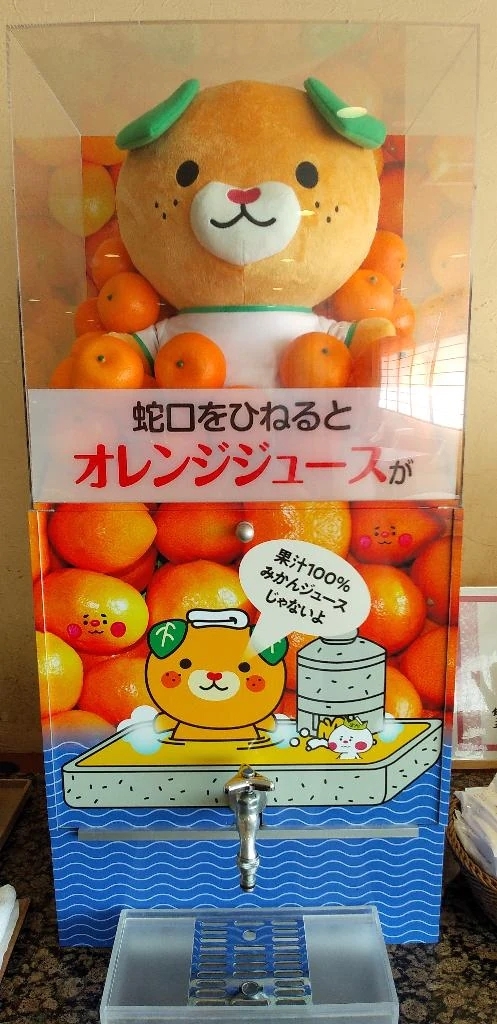 蛇口をひねると
オレンジジュースが
果汁100%
みかんジュース
じゃないよ